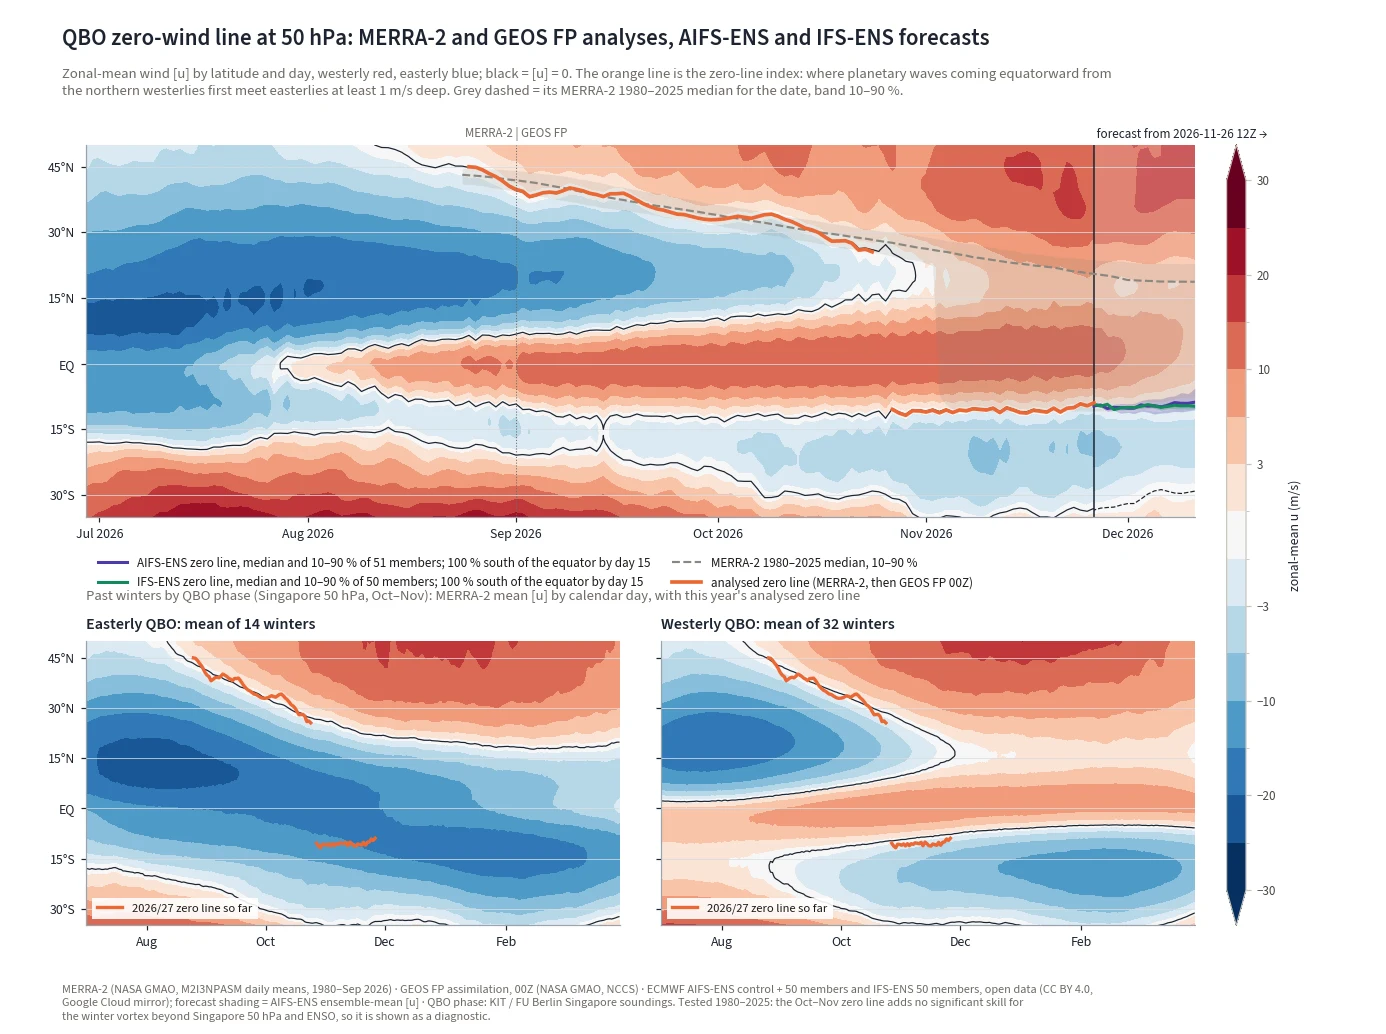 QBO zero-wind line at 50 hPa: MERRA-2 and GEOS FP analyses, AIFS-ENS and IFS-ENS forecasts
Zonal-mean wind [u] by latitude and day, westerly red, easterly blue; black = [u] = 0. The orange line is the zero-line index: where planetary waves coming equatorward from
the northern westerlies first meet easterlies at least 1 m/s deep. Grey dashed = its MERRA-2 1980–2025 median for the date, band 10–90 %.
MERRA-2 | GEOS FP
forecast from 2026-11-26 12Z →
45°N
30°N
15°N
EQ
15°S
30°S
Jul 2026
Aug 2026
Sep 2026
Oct 2026
Nov 2026
Dec 2026
30
20
10
3
−3
−10
−20
−30
zonal-mean u (m/s)
AIFS-ENS zero line, median and 10–90 % of 51 members; 100 % south of the equator by day 15
IFS-ENS zero line, median and 10–90 % of 50 members; 100 % south of the equator by day 15
MERRA-2 1980–2025 median, 10–90 %
analysed zero line (MERRA-2, then GEOS FP 00Z)
Past winters by QBO phase (Singapore 50 hPa, Oct–Nov): MERRA-2 mean [u] by calendar day, with this year's analysed zero line
Easterly QBO: mean of 14 winters
45°N
30°N
15°N
EQ
15°S
30°S
2026/27 zero line so far
Aug
Oct
Dec
Feb
Westerly QBO: mean of 32 winters
2026/27 zero line so far
Aug
Oct
Dec
Feb
MERRA-2 (NASA GMAO, M2I3NPASM daily means, 1980–Sep 2026) · GEOS FP assimilation, 00Z (NASA GMAO, NCCS) · ECMWF AIFS-ENS control + 50 members and IFS-ENS 50 members, open data (CC BY 4.0,
Google Cloud mirror); forecast shading = AIFS-ENS ensemble-mean [u] · QBO phase: KIT / FU Berlin Singapore soundings. Tested 1980–2025: the Oct–Nov zero line adds no significant skill for
the winter vortex beyond Singapore 50 hPa and ENSO, so it is shown as a diagnostic.